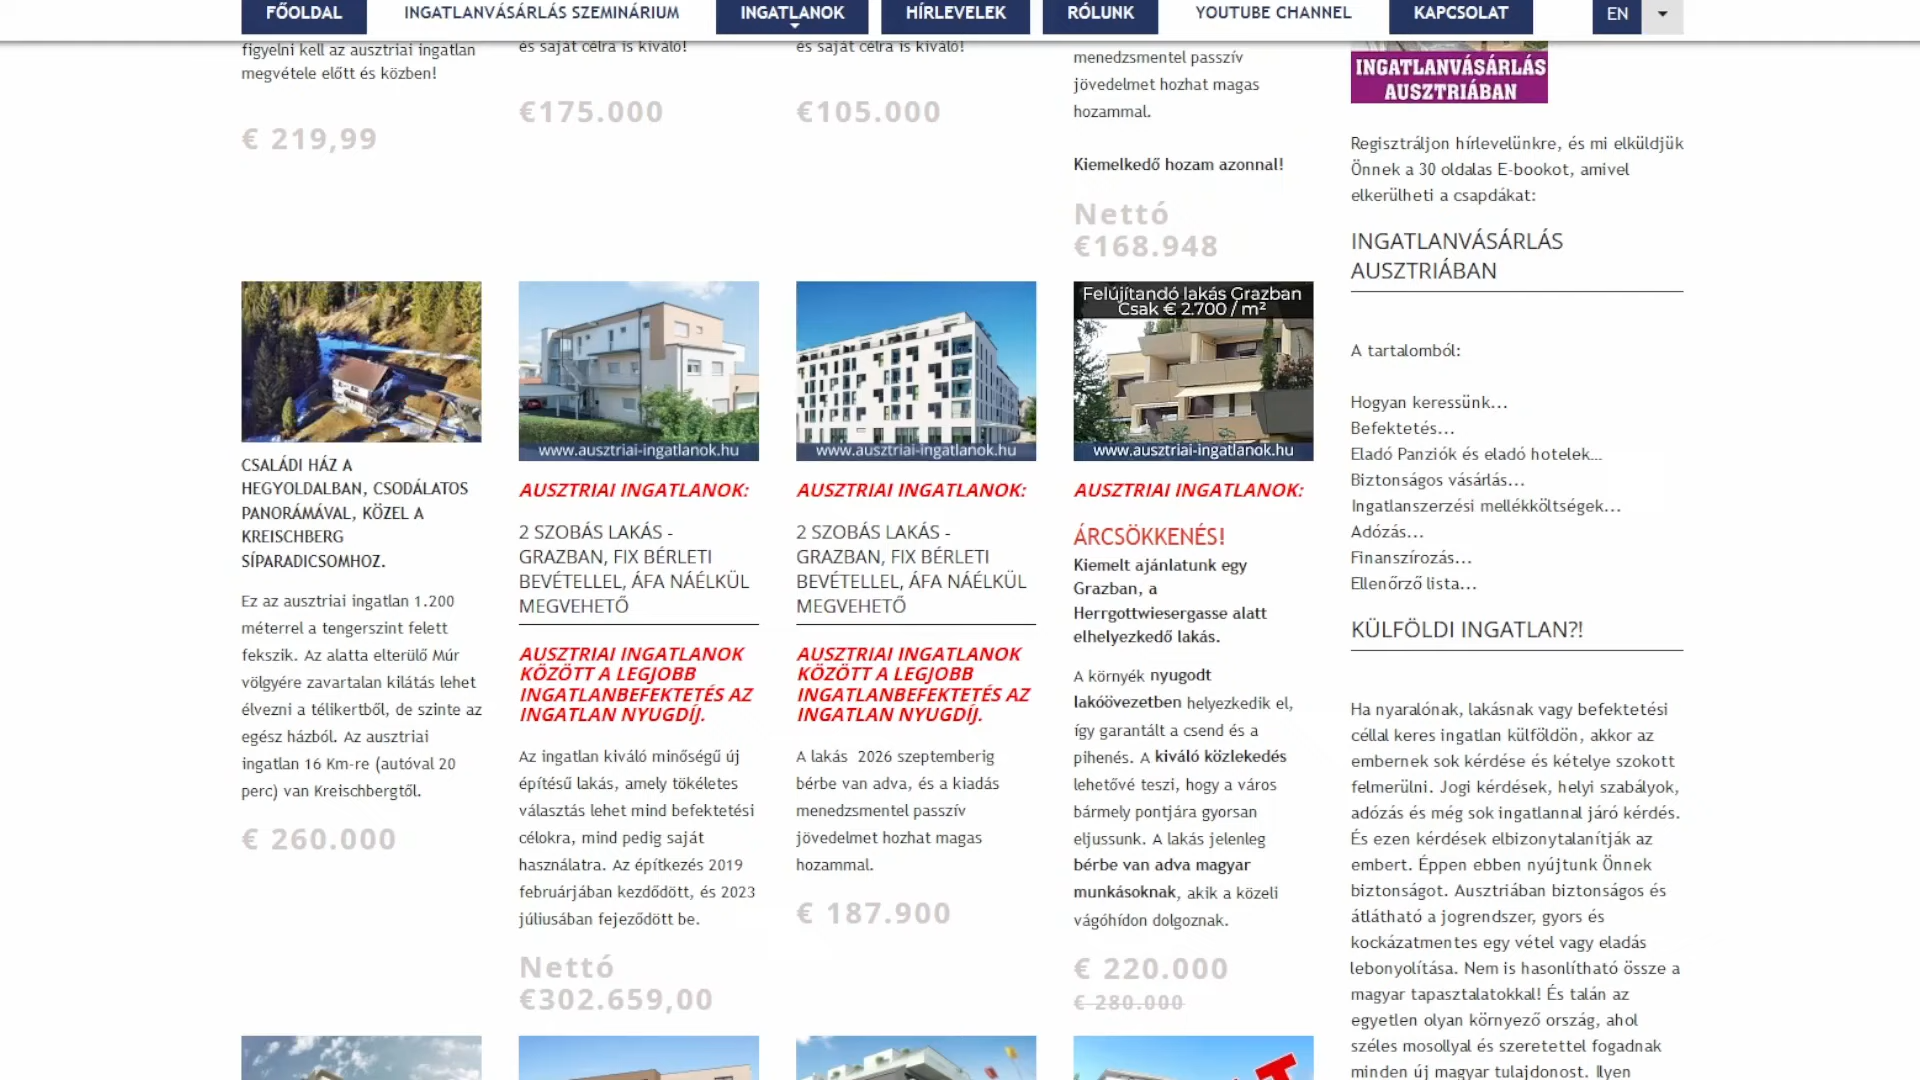 FŐOLDAL
INGATLANVÁSÁRLÁS SZEMINÁRIUM
INGATLANOK
HÍRLEVELEK
RÓLUNK
YOUTUBE CHANNEL
KAPCSOLAT
EN
figyelni kell az ausztriai ingatlan
megvétele előtt és közben!
€ 219,99
és saját célra is kiváló!
€175.000
és saját célra is kiváló!
€105.000
menedzsmentel passzív
jövedelmet hozhat magas
hozammal.
Kiemelkedő hozam azonnal!
Nettó
€168.948
CSALÁDI HÁZ A
HEGYOLDALBAN, CSODÁLATOS
PANORÁMÁVAL, KÖZEL A
KREISCHBERG
SÍPARADICSOMHOZ.
Ez az ausztriai ingatlan 1.200
méterrel a tengerszint felett
fekszik. Az alatta elterülő Múr
völgyére zavartalan kilátás lehet
élvezni a télikertből, de szinte az
egész házból. Az ausztriai
ingatlan 16 Km-re (autóval 20
perc) van Kreischbergtől.
€ 260.000
www.ausztriai-ingatlanok.hu
AUSZTRIAI INGATLANOK:
2 SZOBÁS LAKÁS -
GRAZBAN, FIX BÉRLETI
BEVÉTELLEL, ÁFA NÁÉLKÜL
MEGVEHETŐ
AUSZTRIAI INGATLANOK
KÖZÖTT A LEGJOBB
INGATLANBEFEKTETÉS AZ
INGATLAN NYUGDÍJ.
Az ingatlan kiváló minőségű új
építésű lakás, amely tökéletes
választás lehet mind befektetési
célokra, mind pedig saját
használatra. Az építkezés 2019
februárjában kezdődött, és 2023
júliusában fejeződött be.
Nettó
€302.659,00
www.ausztriai-ingatlanok.hu
AUSZTRIAI INGATLANOK:
2 SZOBÁS LAKÁS -
GRAZBAN, FIX BÉRLETI
BEVÉTELLEL, ÁFA NÁÉLKÜL
MEGVEHETŐ
AUSZTRIAI INGATLANOK
KÖZÖTT A LEGJOBB
INGATLANBEFEKTETÉS AZ
INGATLAN NYUGDÍJ.
A lakás 2026 szeptemberig
bérbe van adva, és a kiadás
menedzsmentel passzív
jövedelmet hozhat magas
hozammal.
€ 187.900
Felújítandó lakás Grazban
Csak € 2.700 / m²
www.ausztriai-ingatlanok.hu
AUSZTRIAI INGATLANOK:
ÁRCSÖKKENÉS!
Kiemelt ajánlatunk egy
Grazban, a
Herrgottwiesergasse alatt
elhelyezkedő lakás.
A környék nyugodt
lakóövezetben helyezkedik el,
így garantált a csend és a
pihenés. A kiváló közlekedés
lehetővé teszi, hogy a város
bármely pontjára gyorsan
eljussunk. A lakás jelenleg
bérbe van adva magyar
munkásoknak, akik a közeli
vágóhídon dolgoznak.
€ 220.000
€ 280.000
INGATLANVÁSÁRLÁS
AUSZTRIÁBAN
Regisztráljon hírlevelünkre, és mi elküldjük
Önnek a 30 oldalas E-bookot, amivel
elkerülheti a csapdákat:
INGATLANVÁSÁRLÁS
AUSZTRIÁBAN
A tartalomból:
Hogyan keressünk…
Befektetés…
Eladó Panziók és eladó hotelek…
Biztonságos vásárlás…
Ingatlanszerzési mellékköltségek…
Adózás…
Finanszírozás…
Ellenőrző lista…
KÜLFÖLDI INGATLAN?!
Ha nyaralónak, lakásnak vagy befektetési
céllal keres ingatlan külföldön, akkor az
embernek sok kérdése és kételye szokott
felmerülni. Jogi kérdések, helyi szabályok,
adózás és még sok ingatlannal járó kérdés.
És ezen kérdések elbizonytalanítják az
embert. Éppen ebben nyújtunk Önnek
biztonságot. Ausztriában biztonságos és
átlátható a jogrendszer, gyors és
kockázatmentes egy vétel vagy eladás
lebonyolítása. Nem is hasonlítható össze a
magyar tapasztalatokkal! És talán az
egyetlen olyan környező ország, ahol
széles mosollyal és szeretettel fogadnak
minden új magyar tulajdonost. Ilyen